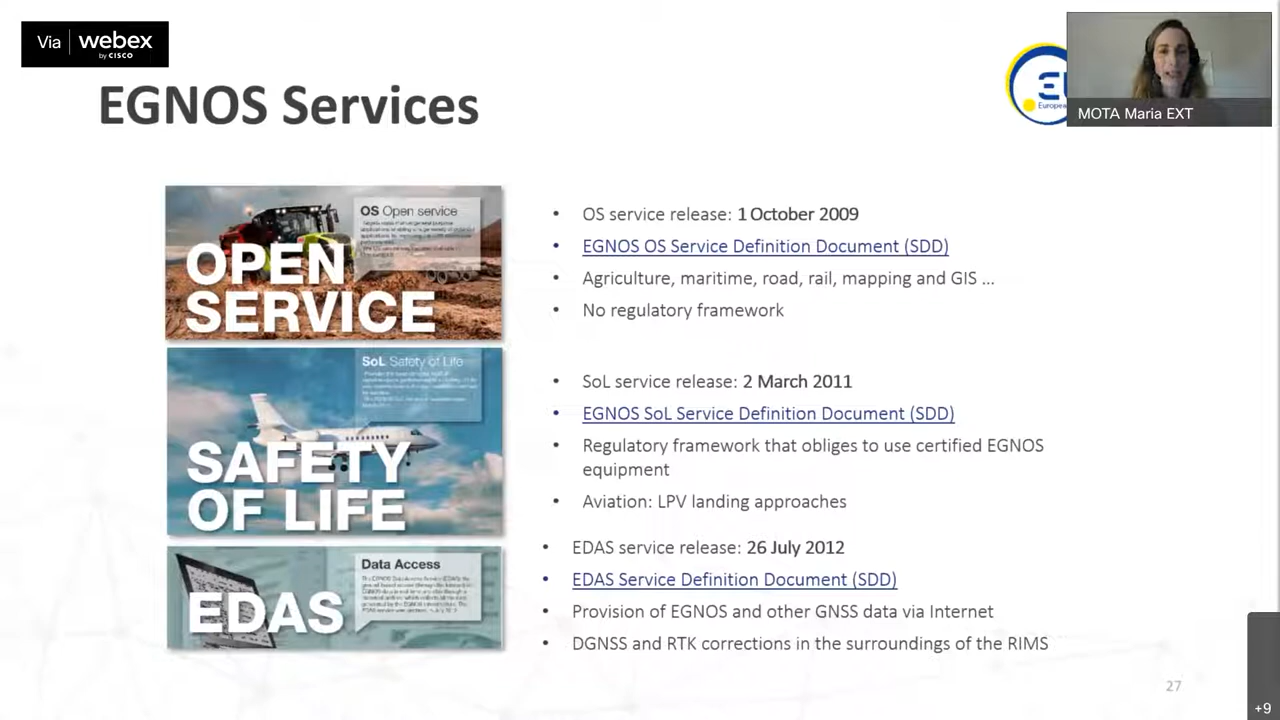 Via webex
by CISCO
EGNOS Services
Europea
MOTA Maria EXT
OS Open service
OPEN
SERVICE
• OS service release: 1 October 2009
• EGNOS OS Service Definition Document (SDD)
• Agriculture, maritime, road, rail, mapping and GIS ...
• No regulatory framework
SoL Safety of Life
SAFETY
OF LIFE
• SoL service release: 2 March 2011
• EGNOS SoL Service Definition Document (SDD)
• Regulatory framework that obliges to use certified EGNOS
equipment
• Aviation: LPV landing approaches
Data Access
EDAS
• EDAS service release: 26 July 2012
• EDAS Service Definition Document (SDD)
• Provision of EGNOS and other GNSS data via Internet
• DGNSS and RTK corrections in the surroundings of the RIMS
27
+9